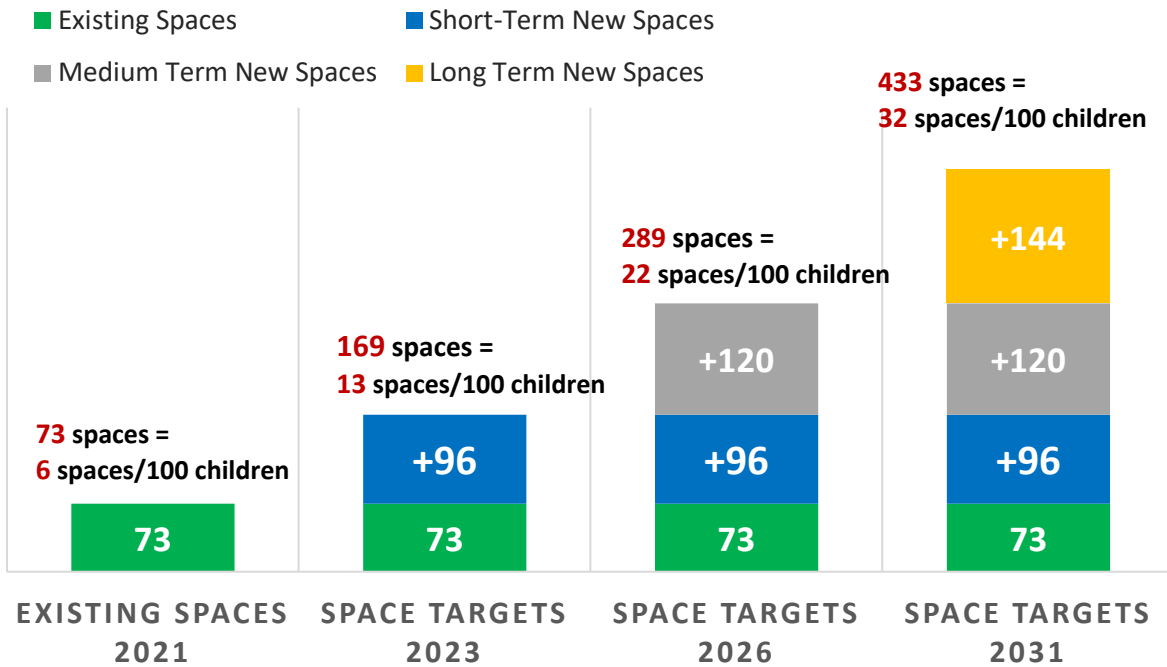 Existing Spaces
Short-Term New Spaces
Medium Term New Spaces
Long Term New Spaces
73 spaces =
6 spaces/100 children
169 spaces =
13 spaces/100 children
289 spaces =
22 spaces/100 children
433 spaces =
32 spaces/100 children
73
+96
73
+120
+96
73
+144
+120
+96
73
EXISTING SPACES
2021
SPACE TARGETS
2023
SPACE TARGETS
2026
SPACE TARGETS
2031